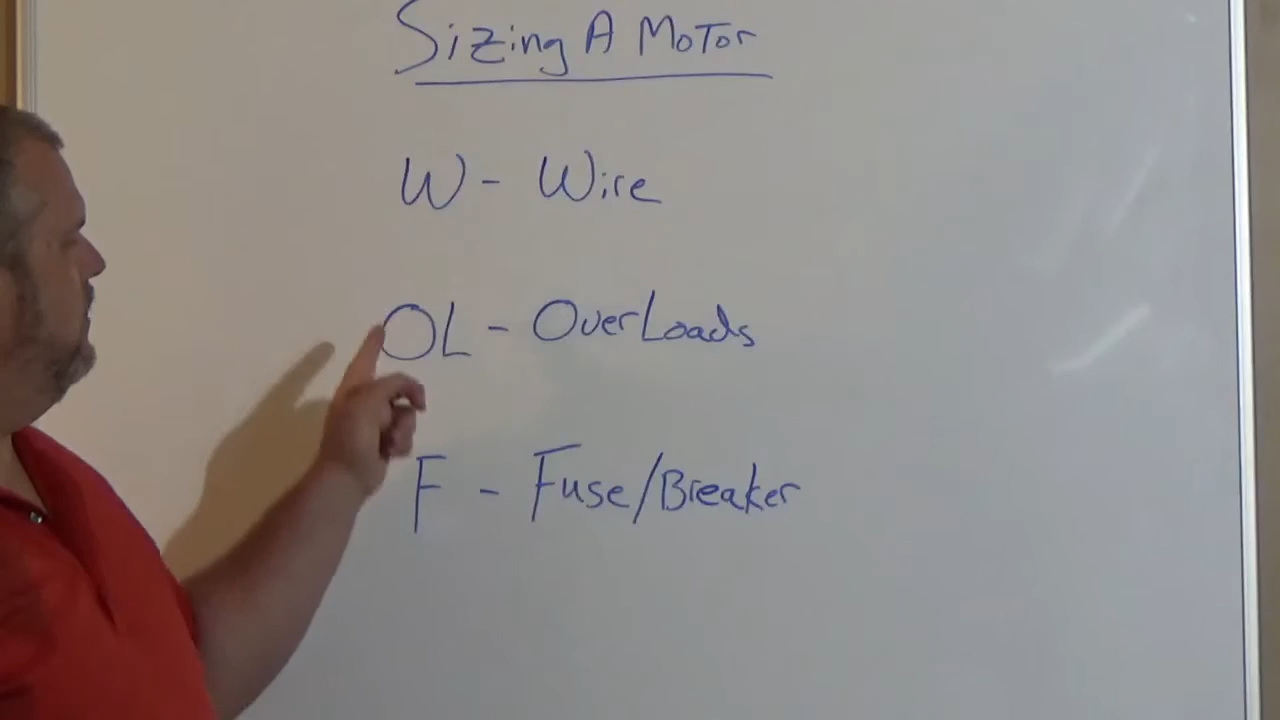 Sizing A Motor
W - Wire
OL - OverLoads
F - Fuse/Breaker